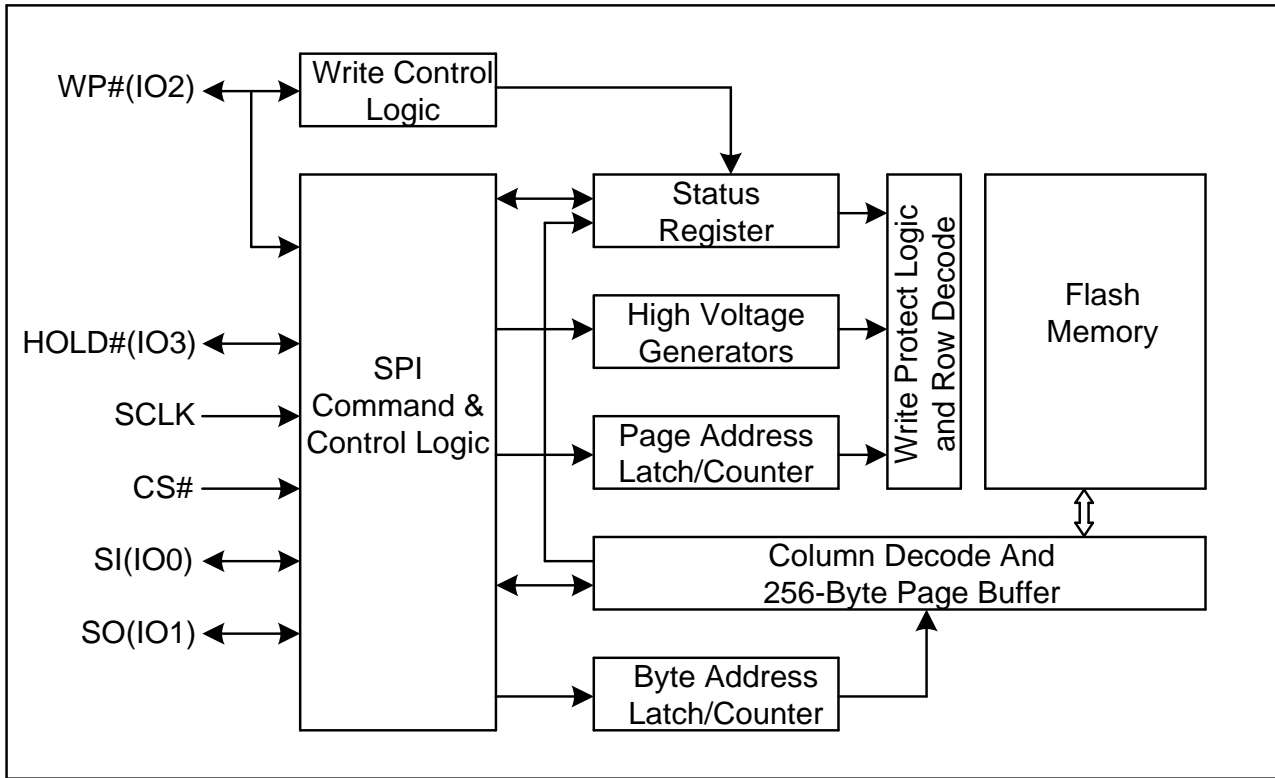 WP#(IO2)
Write Control
Logic
Status
Register
Write Protect Logic
and Row Decode
Flash
Memory
HOLD#(IO3)
High Voltage
Generators
SPI
Command &
Control Logic
SCLK
Page Address
Latch/Counter
CS#
SI(IO0)
Column Decode And
256-Byte Page Buffer
SO(IO1)
Byte Address
Latch/Counter